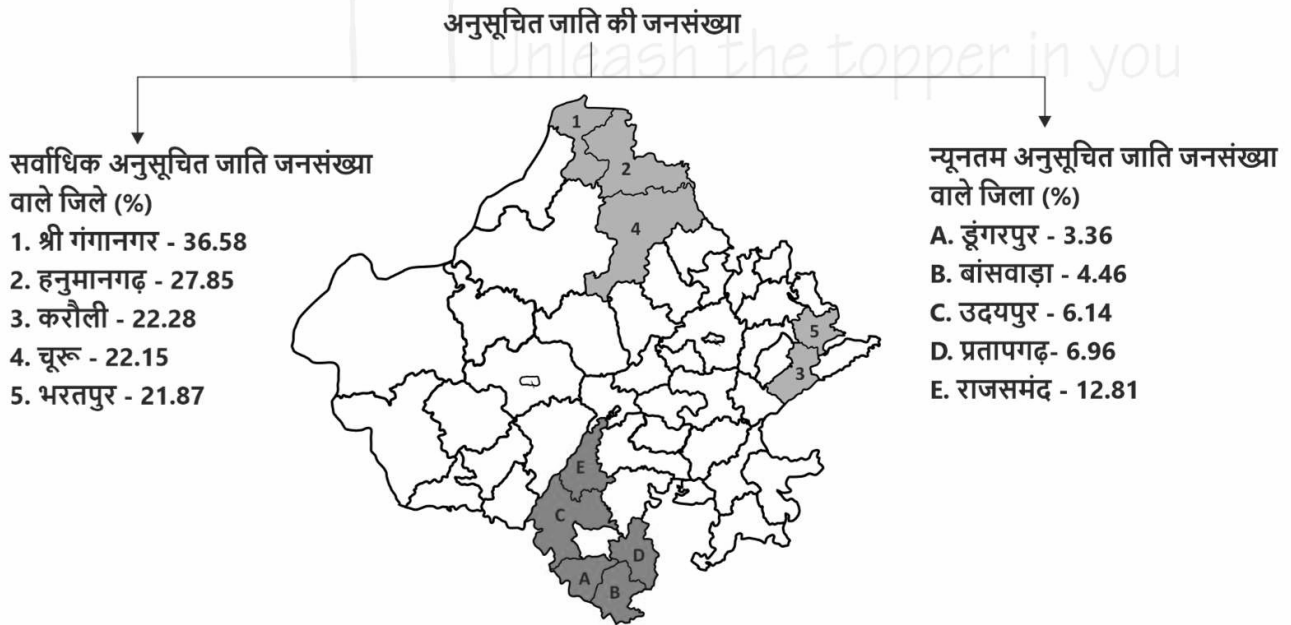 अनुसूचित जाति की जनसंख्या
Unleash the topper in you
सर्वाधिक अनुसूचित जाति जनसंख्या
वाले जिले (%)
1. श्री गंगानगर - 36.58
2. हनुमानगढ़ - 27.85
3. करौली - 22.28
4. चूरू - 22.15
5. भरतपुर - 21.87
न्यूनतम अनुसूचित जाति जनसंख्या
वाले जिला (%)
A. डूंगरपुर - 3.36
B. बांसवाड़ा - 4.46
C. उदयपुर - 6.14
D. प्रतापगढ़- 6.96
E. राजसमंद - 12.81
1
2
4
5
3
E
C
D
A
B